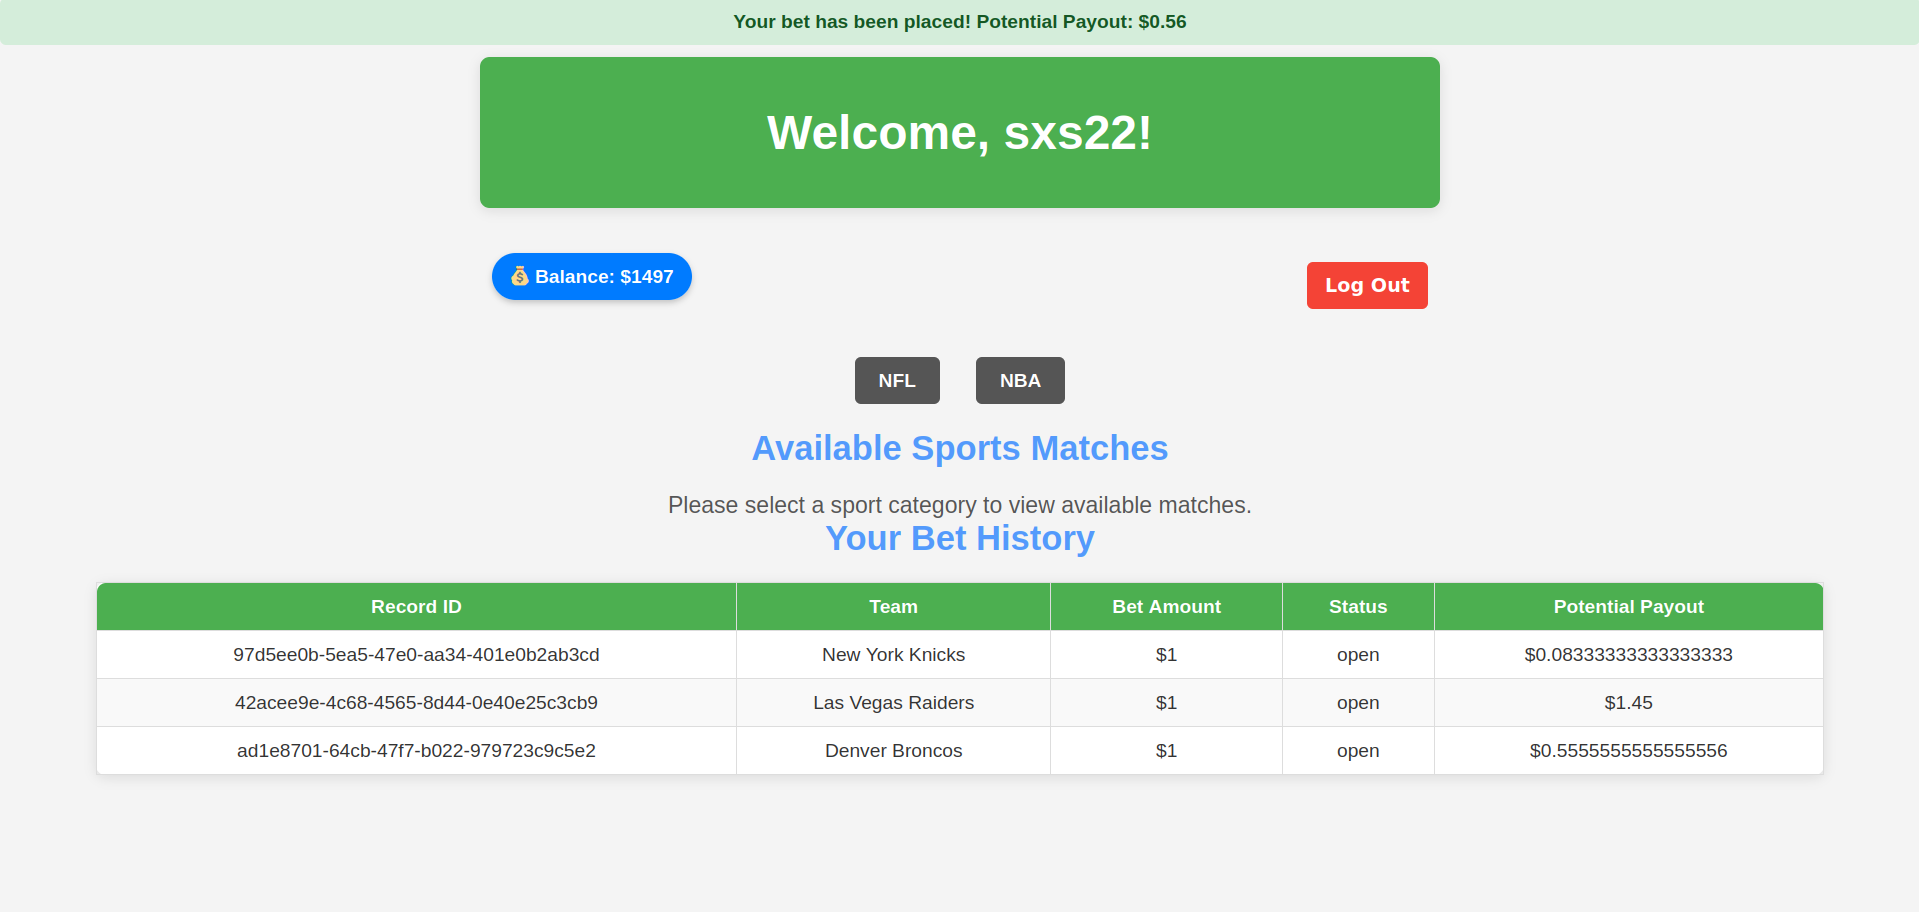 Your bet has been placed! Potential Payout: $0.56
Welcome, sxs22!
Balance: $1497
Log Out
NFL NBA
Available Sports Matches
Please select a sport category to view available matches.
Your Bet History
Record ID Team Bet Amount Status Potential Payout
97d5ee0b-5ea5-47e0-aa34-401e0b2ab3cd New York Knicks $1 open $0.08333333333333333
42acee9e-4c68-4565-8d44-0e40e25c3cb9 Las Vegas Raiders $1 open $1.45
ad1e8701-64cb-47f7-b022-979723c9c5e2 Denver Broncos $1 open $0.5555555555555556